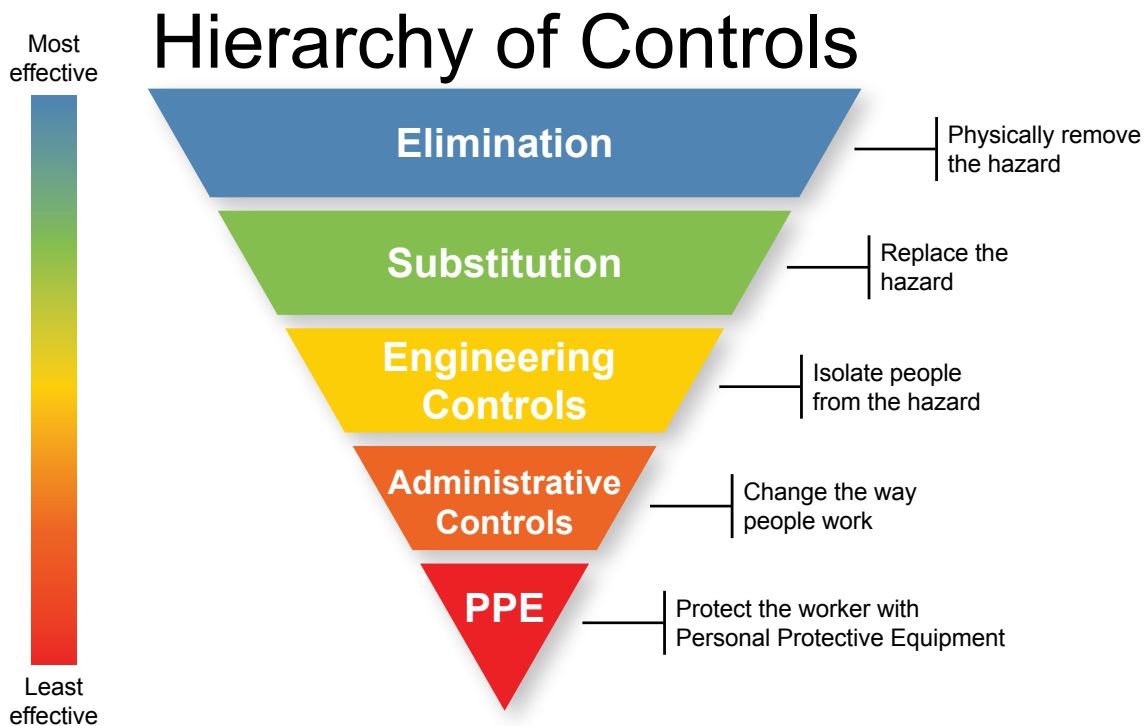 Hierarchy of Controls
Most
effective
Elimination
Physically remove
the hazard
Substitution
Replace the
hazard
Engineering
Controls
Isolate people
from the hazard
Administrative
Controls
Change the way
people work
PPE
Protect the worker with
Personal Protective Equipment
Least
effective